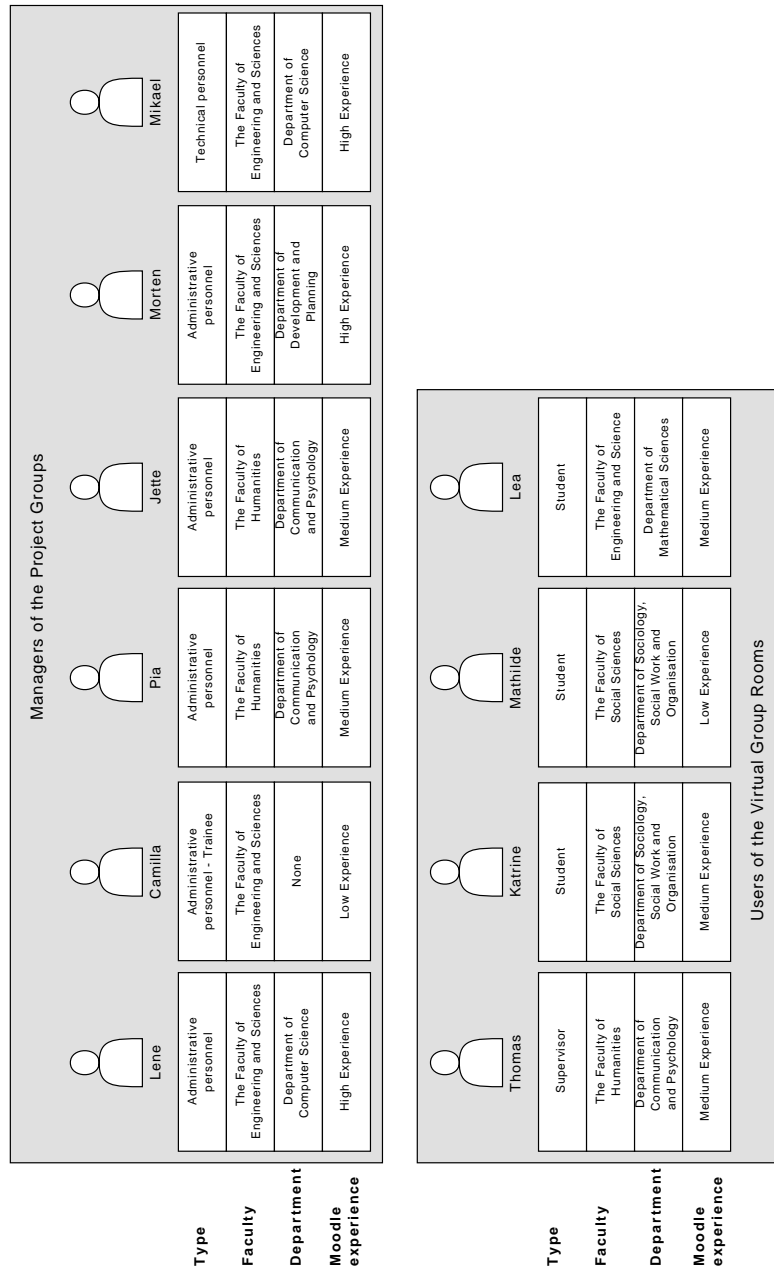 Managers of the Project Groups
Lene
Camilla
Pia
Jette
Morten
Mikael
Type
Administrative
personnel
Administrative
personnel - Trainee
Administrative
personnel
Administrative
personnel
Administrative
personnel
Technical personnel
Faculty
The Faculty of
Engineering and Sciences
The Faculty of
Engineering and Sciences
The Faculty of
Humanities
The Faculty of
Humanities
The Faculty of
Engineering and Sciences
The Faculty of
Engineering and Sciences
Department
Department of
Computer Science
None
Department of
Communication
and Psychology
Department of
Communication
and Psychology
Department of
Development and
Planning
Department of
Computer Science
Moodle
experience
High Experience
Low Experience
Medium Experience
Medium Experience
High Experience
High Experience
Thomas
Katrine
Mathilde
Lea
Type
Supervisor
Student
Student
Student
Faculty
The Faculty of
Humanities
The Faculty of
Social Sciences
The Faculty of
Social Sciences
The Faculty of
Engineering and Science
Department
Department of
Communication
and Psychology
Department of Sociology,
Social Work and
Organisation
Department of Sociology,
Social Work and
Organisation
Department of
Mathematical Sciences
Moodle
experience
Medium Experience
Medium Experience
Low Experience
Medium Experience
Users of the Virtual Group Rooms